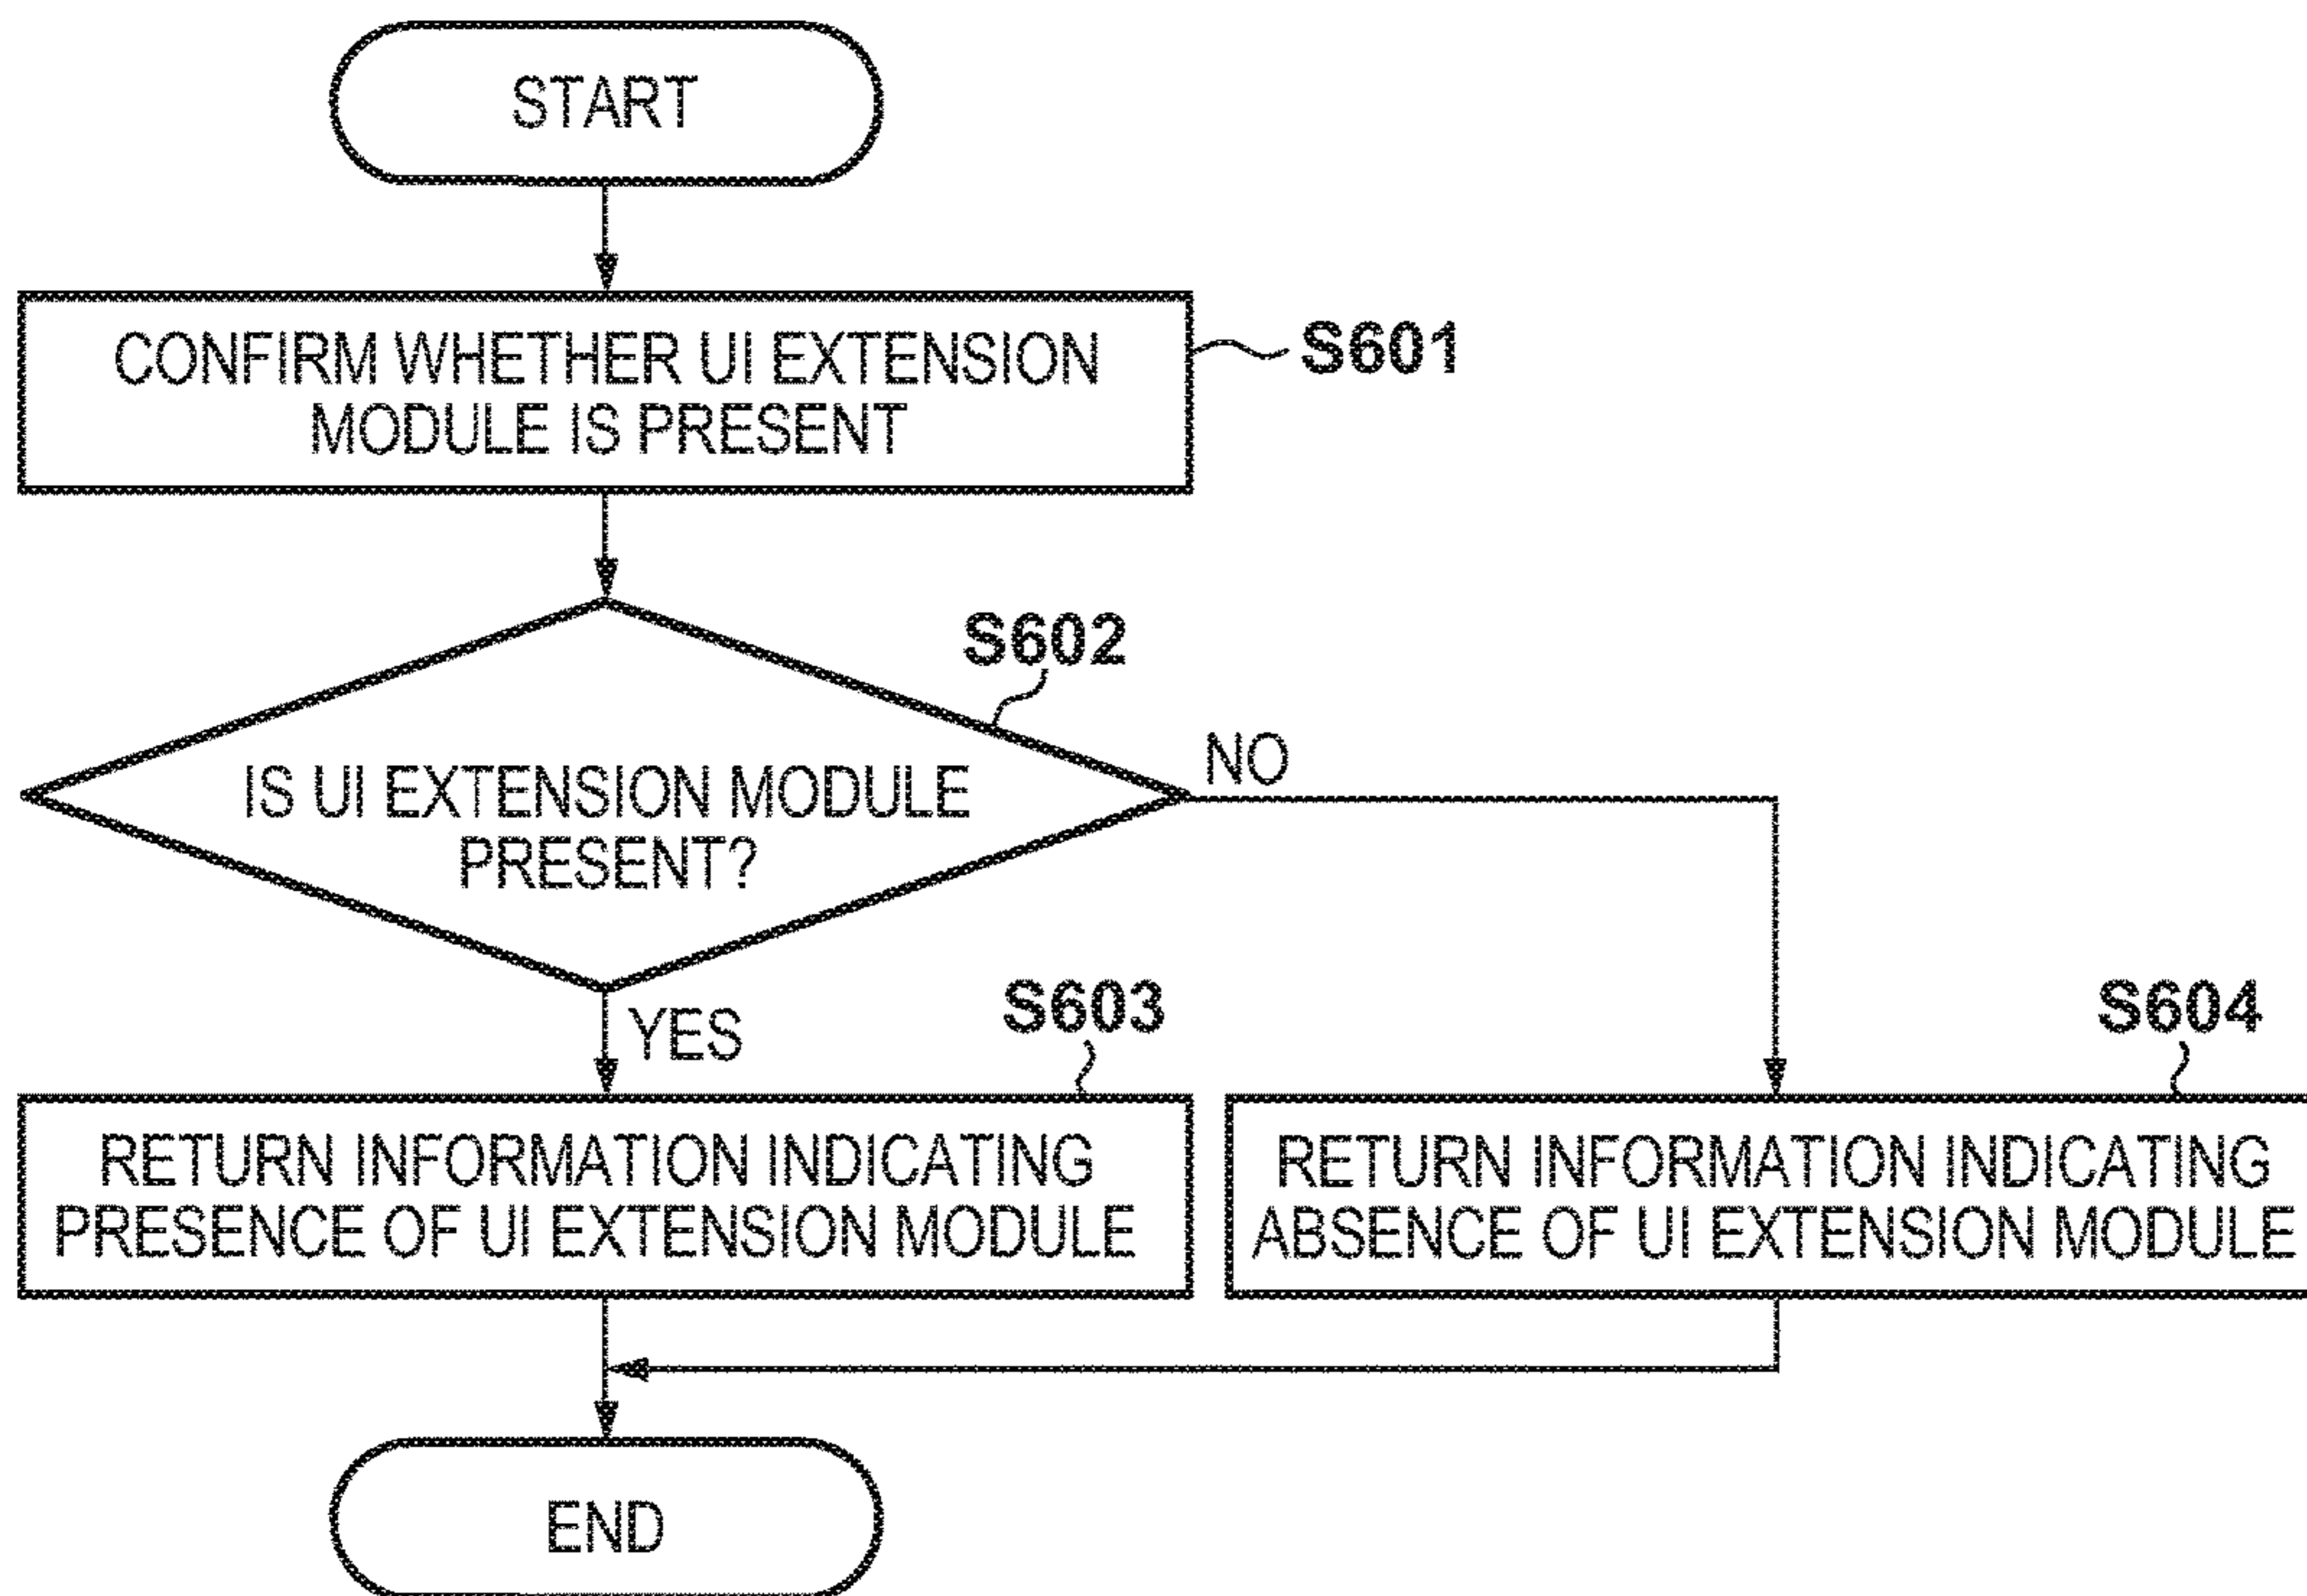 START
CONFIRM WHETHER UI EXTENSION
MODULE IS PRESENT
S601
S602
IS UI EXTENSION MODULE
PRESENT?
NO
YES
S603
RETURN INFORMATION INDICATING
PRESENCE OF UI EXTENSION MODULE
S604
RETURN INFORMATION INDICATING
ABSENCE OF UI EXTENSION MODULE
END